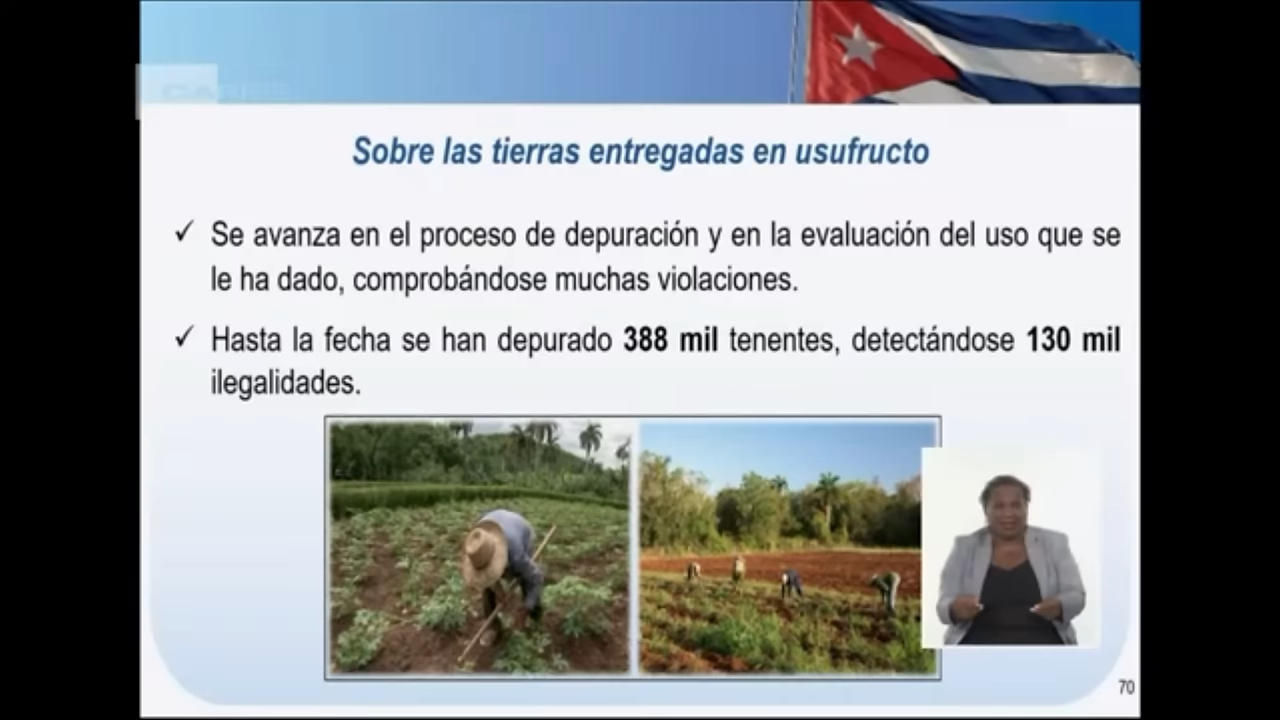 Sobre las tierras entregadas en usufructo
✓ Se avanza en el proceso de depuración y en la evaluación del uso que se
le ha dado, comprobándose muchas violaciones.
✓ Hasta la fecha se han depurado 388 mil tenentes, detectándose 130 mil
ilegalidades.
70